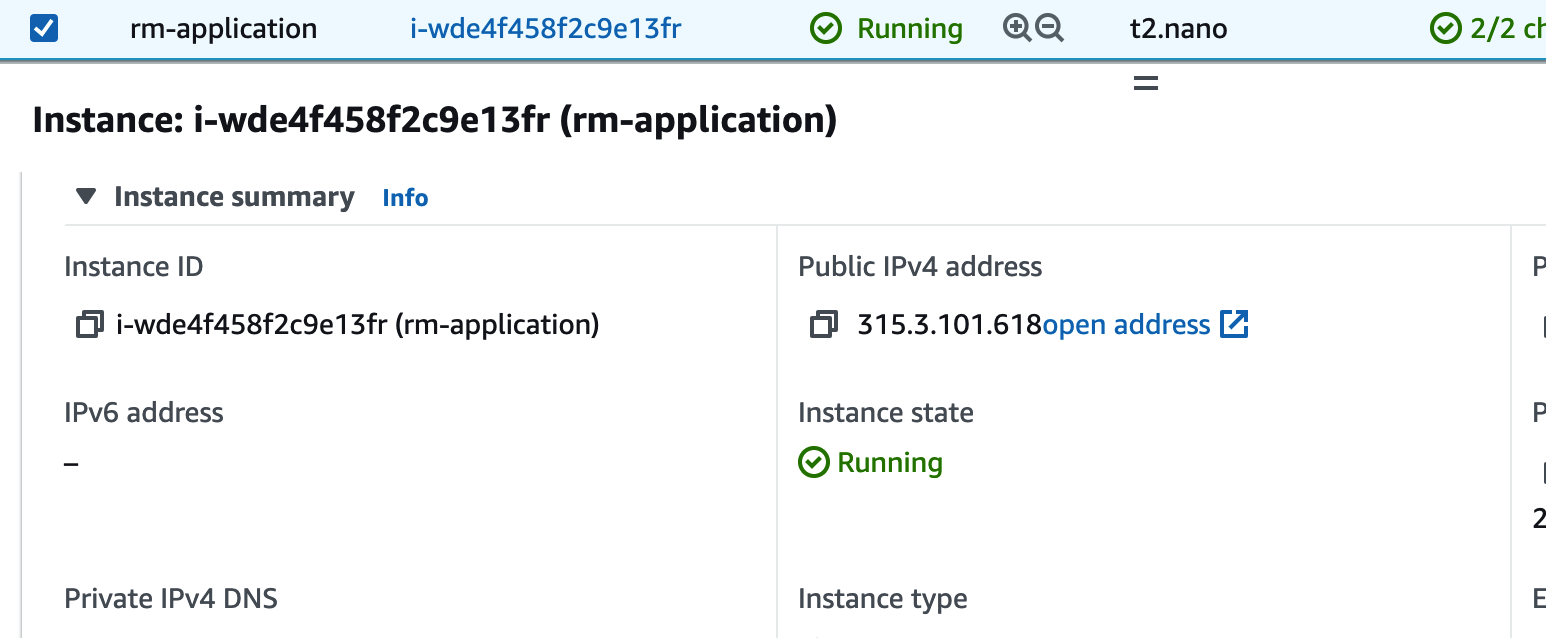 rm-application i-wde4f458f2c9e13fr Running t2.nano 2/2 ch
Instance: i-wde4f458f2c9e13fr (rm-application)
Instance summary Info
Instance ID Public IPv4 address P
i-wde4f458f2c9e13fr (rm-application) 315.3.101.618open address
IPv6 address Instance state P
– Running
2
Private IPv4 DNS Instance type E